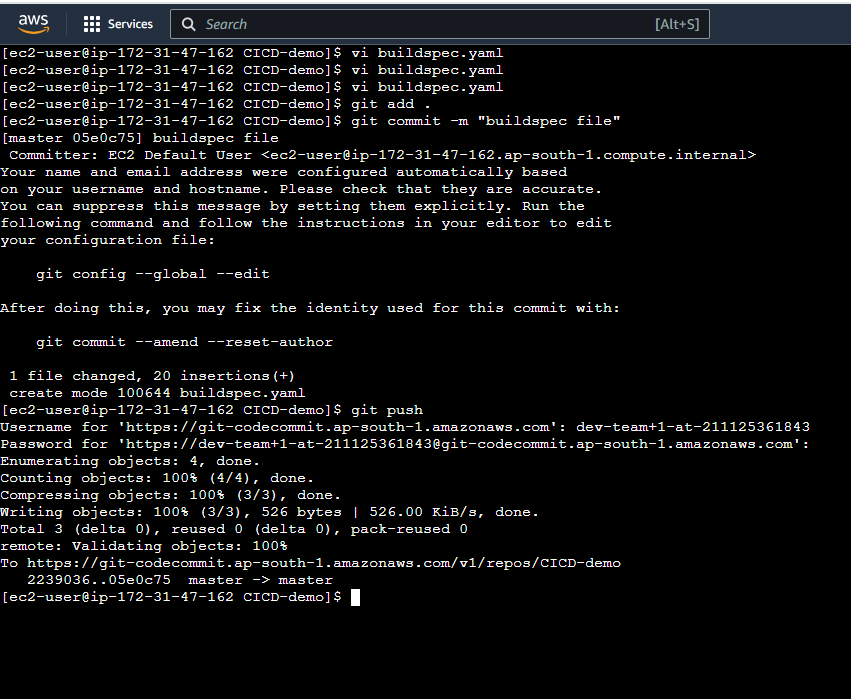 aws Services Search [Alt+S]
[ec2-user@ip-172-31-47-162 CICD-demo]$ vi buildspec.yaml
[ec2-user@ip-172-31-47-162 CICD-demo]$ vi buildspec.yaml
[ec2-user@ip-172-31-47-162 CICD-demo]$ vi buildspec.yaml
[ec2-user@ip-172-31-47-162 CICD-demo]$ git add .
[ec2-user@ip-172-31-47-162 CICD-demo]$ git commit -m "buildspec file"
[master 05e0c75] buildspec file
 Committer: EC2 Default User <ec2-user@ip-172-31-47-162.ap-south-1.compute.internal>
Your name and email address were configured automatically based
on your username and hostname. Please check that they are accurate.
You can suppress this message by setting them explicitly. Run the
following command and follow the instructions in your editor to edit
your configuration file:
    git config --global --edit
After doing this, you may fix the identity used for this commit with:
    git commit --amend --reset-author
 1 file changed, 20 insertions(+)
 create mode 100644 buildspec.yaml
[ec2-user@ip-172-31-47-162 CICD-demo]$ git push
Username for 'https://git-codecommit.ap-south-1.amazonaws.com': dev-team+1-at-211125361843
Password for 'https://dev-team+1-at-211125361843@git-codecommit.ap-south-1.amazonaws.com':
Enumerating objects: 4, done.
Counting objects: 100% (4/4), done.
Compressing objects: 100% (3/3), done.
Writing objects: 100% (3/3), 526 bytes | 526.00 KiB/s, done.
Total 3 (delta 0), reused 0 (delta 0), pack-reused 0
remote: Validating objects: 100%
To https://git-codecommit.ap-south-1.amazonaws.com/v1/repos/CICD-demo
   2239036..05e0c75  master -> master
[ec2-user@ip-172-31-47-162 CICD-demo]$